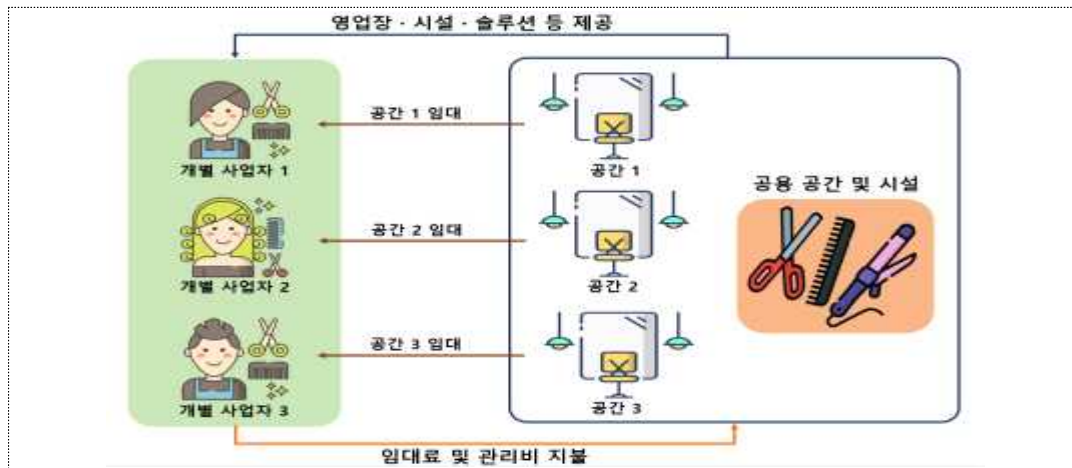 영업장 · 시설 · 솔루션 등 제공
공간 1 임대
개별 사업자 1
공간 1
공용 공간 및 시설
공간 2 임대
개별 사업자 2
공간 2
공간 3 임대
개별 사업자 3
공간 3
임대료 및 관리비 지불